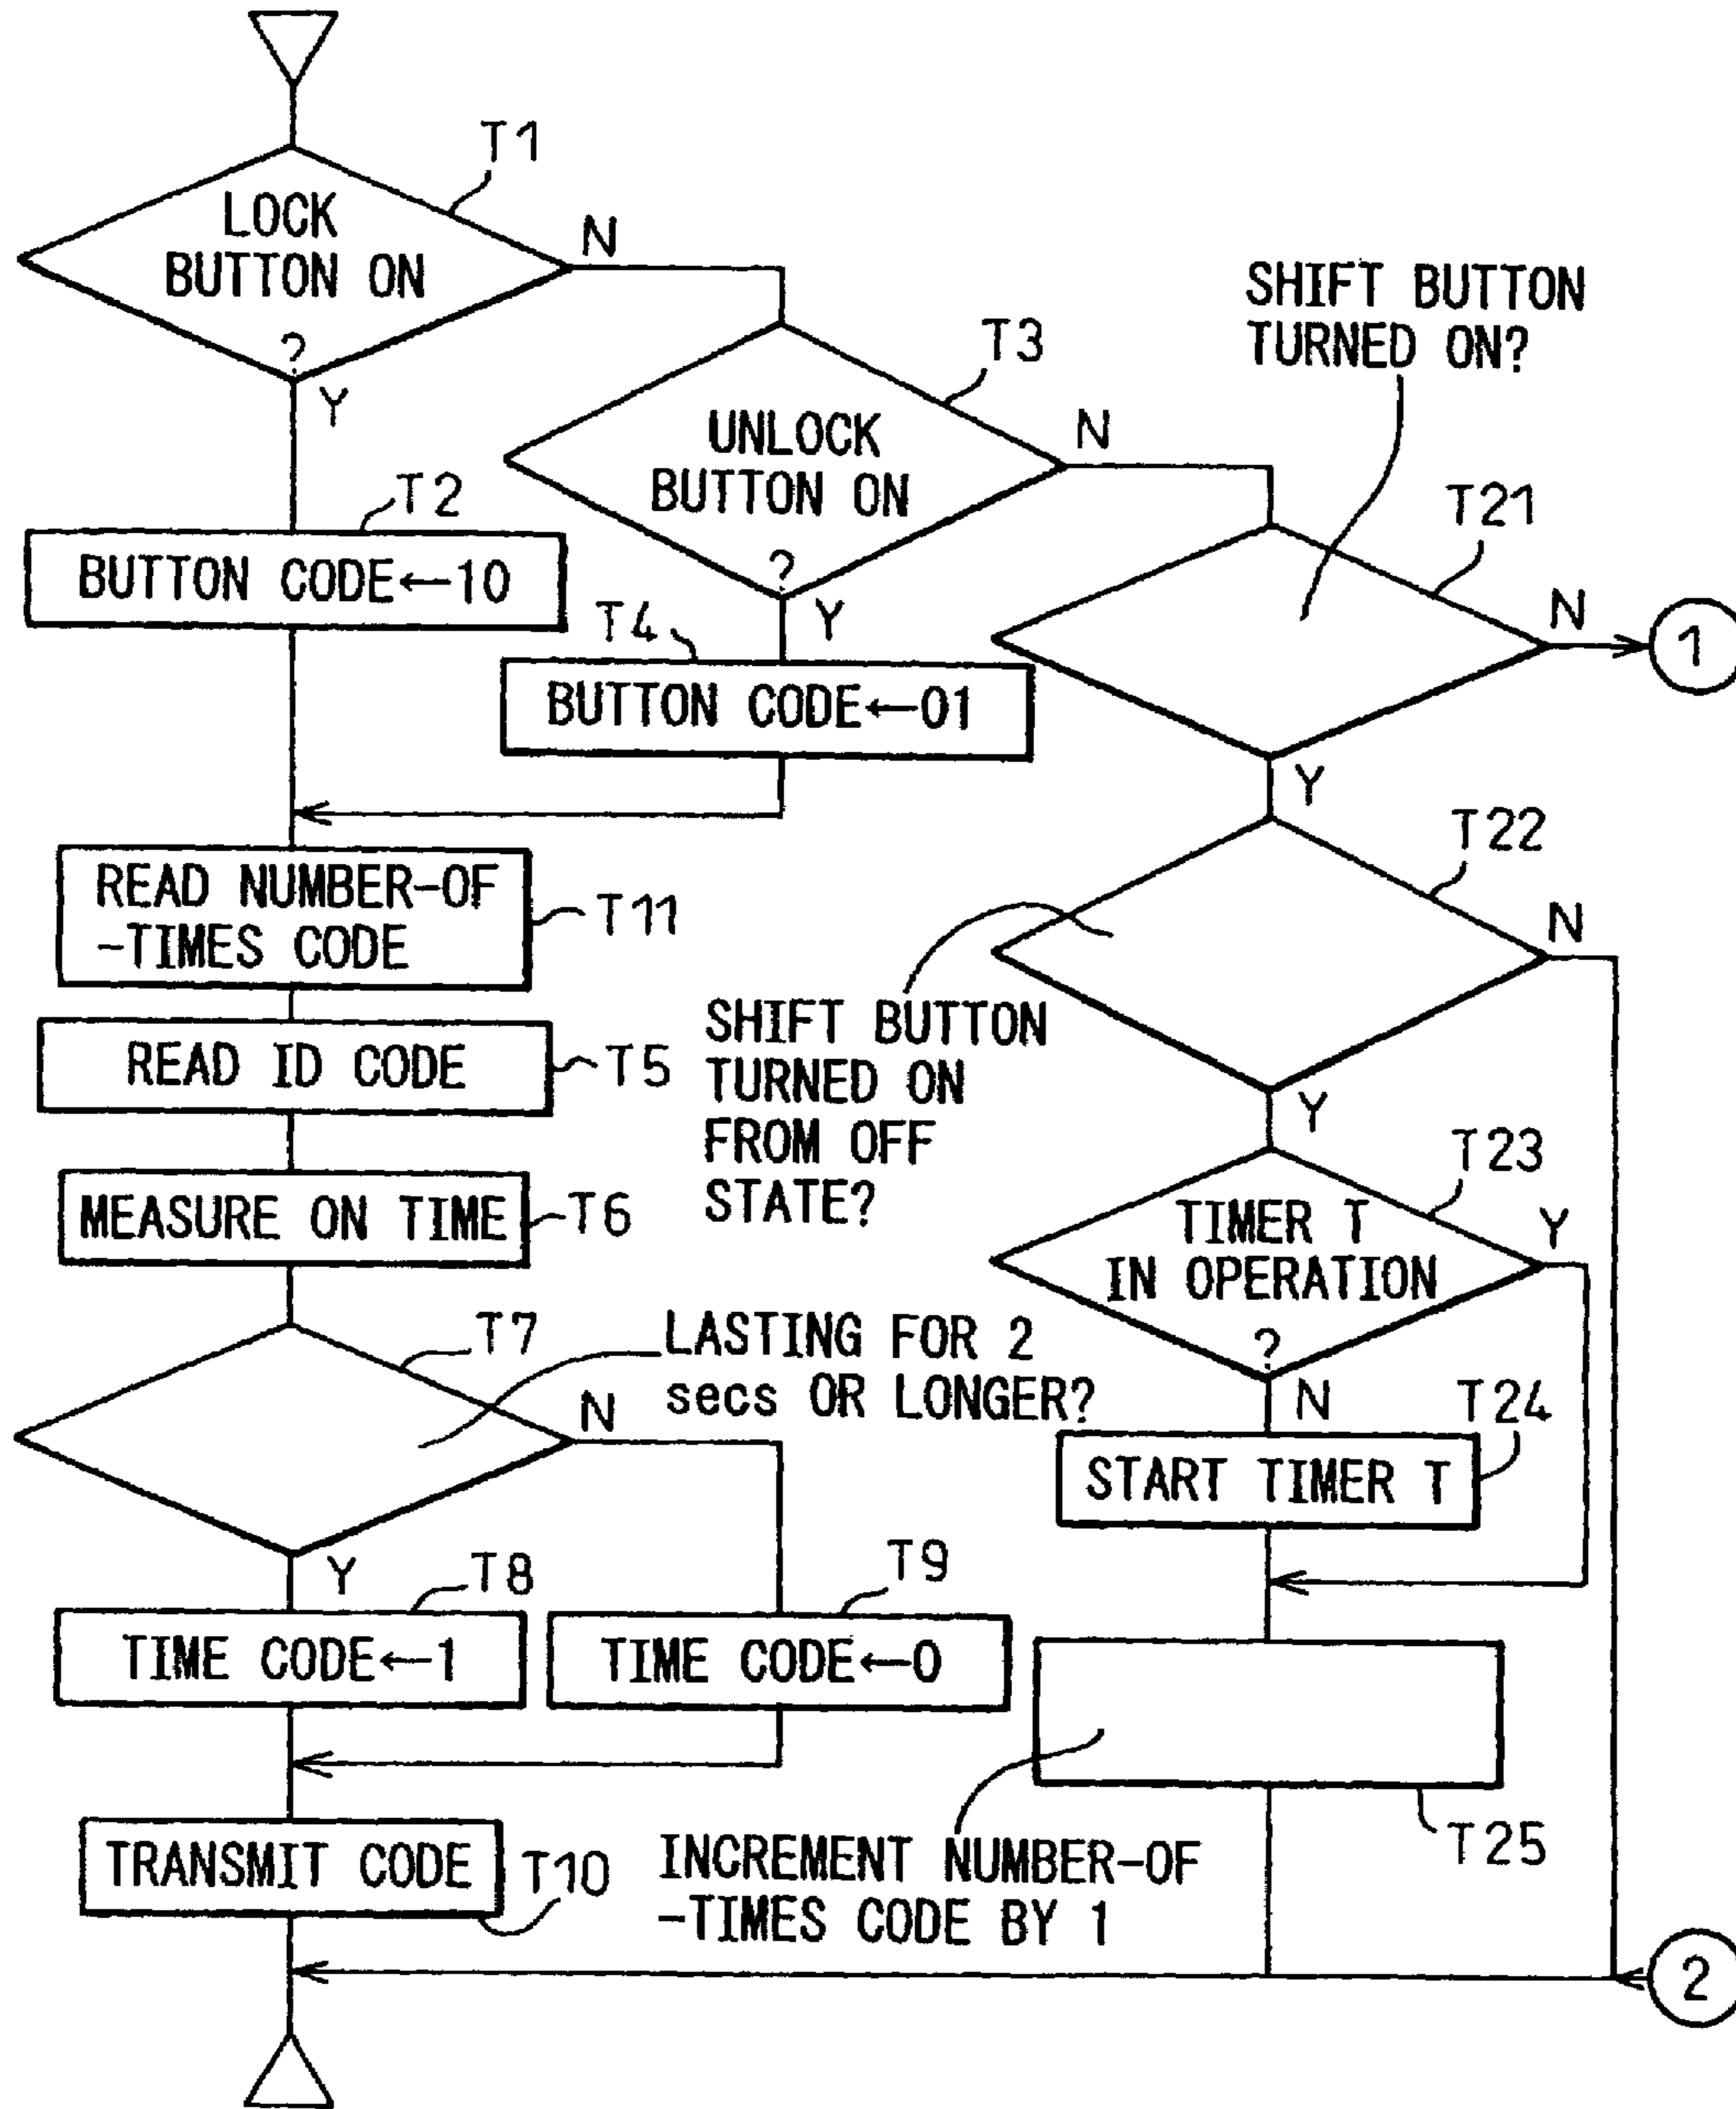 T1
LOCK
BUTTON ON
?
N
Y
SHIFT BUTTON
TURNED ON?
T3
UNLOCK
BUTTON ON
?
N
Y
T2
BUTTON CODE←10
T21
N
1
Y
T4
BUTTON CODE←01
T22
N
Y
READ NUMBER-OF
-TIMES CODE
T11
SHIFT BUTTON
TURNED ON
FROM OFF
STATE?
READ ID CODE
T5
MEASURE ON TIME
T6
T23
TIMER T
IN OPERATION
?
Y
N
T7
LASTING FOR 2
secs OR LONGER?
N
Y
T24
START TIMER T
T8
TIME CODE←1
T9
TIME CODE←0
T25
INCREMENT NUMBER-OF
-TIMES CODE BY 1
TRANSMIT CODE
T10
2